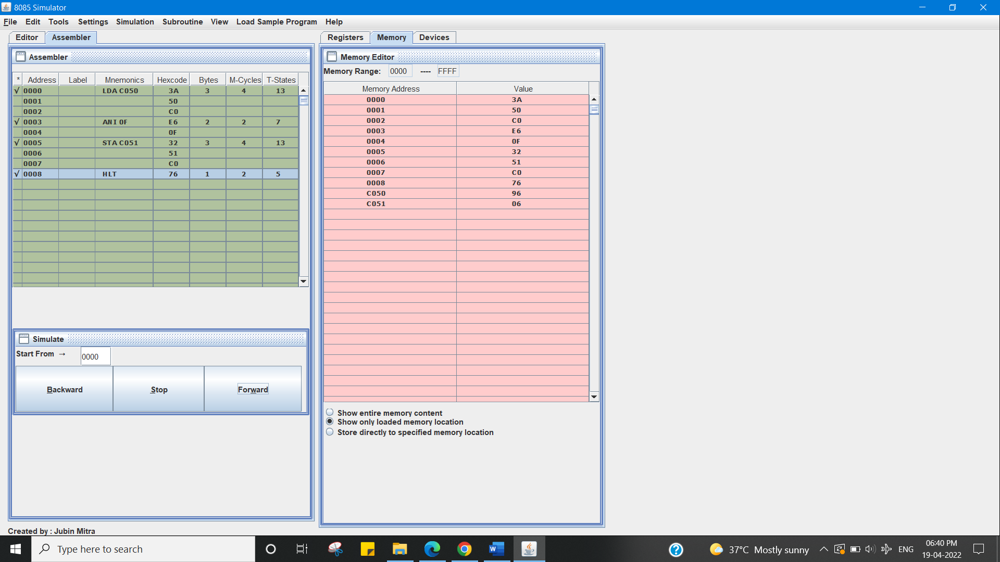 8085 Simulator
File Edit Tools Settings Simulation Subroutine View Load Sample Program Help
Editor Assembler
Assembler
* Address Label Mnemonics Hexcode Bytes M-Cycles T-States
√ 0000 LDA C050 3A 3 4 13
0001 50
0002 C0
√ 0003 ANI 0F E6 2 2 7
0004 0F
√ 0005 STA C051 32 3 4 13
0006 51
0007 C0
√ 0008 HLT 76 1 2 5
Simulate
Start From → 0000
Backward Stop Forward
Created by : Jubin Mitra
Registers Memory Devices
Memory Editor
Memory Range: 0000 ---- FFFF
Memory Address Value
0000 3A
0001 50
0002 C0
0003 E6
0004 0F
0005 32
0006 51
0007 C0
0008 76
C050 96
C051 06
Show entire memory content
Show only loaded memory location
Store directly to specified memory location
Type here to search
37°C Mostly sunny ENG
06:40 PM
19-04-2022